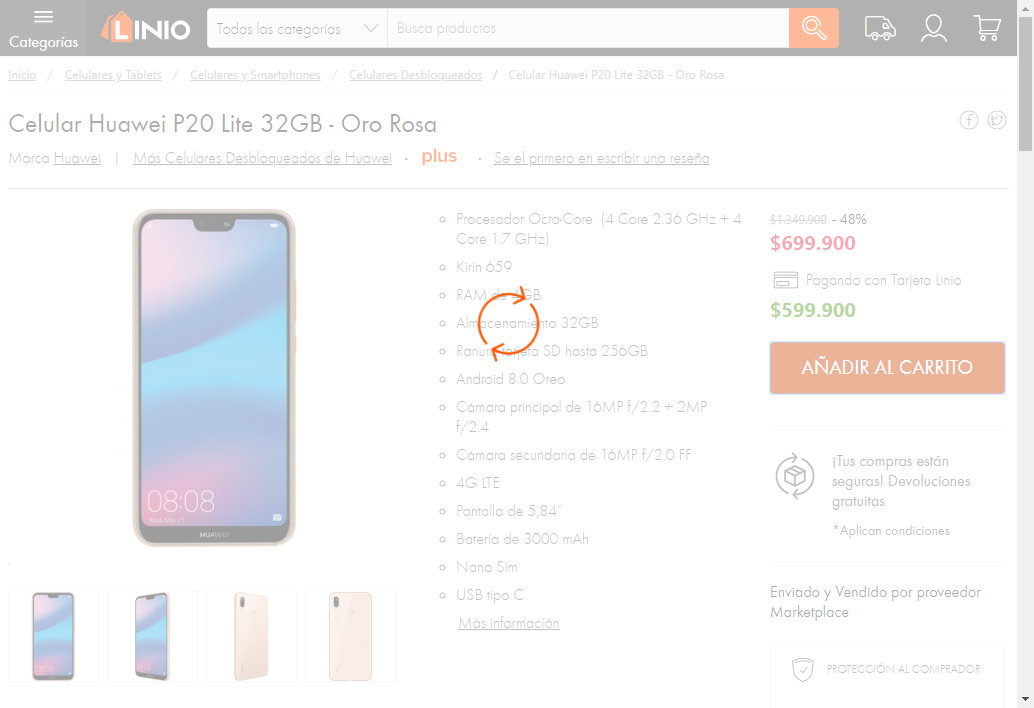 Categorías
LINIO
Todas las categorías
Busca productos
Inicio / Celulares y Tablets / Celulares y Smartphones / Celulares Desbloqueados / Celular Huawei P20 Lite 32GB - Oro Rosa
Celular Huawei P20 Lite 32GB - Oro Rosa
Marca Huawei | Más Celulares Desbloqueados de Huawei · plus · Se el primero en escribir una reseña
08:08
HUAWEI
Procesador Octa-Core (4 Core 2.36 GHz + 4
Core 1.7 GHz)
Kirin 659
RAM de 4GB
Almacenamiento 32GB
Ranura tarjeta SD hasta 256GB
Android 8.0 Oreo
Cámara principal de 16MP f/2.2 + 2MP
f/2.4
Cámara secundaria de 16MP f/2.0 FF
4G LTE
Pantalla de 5,84"
Batería de 3000 mAh
Nano Sim
USB tipo C
Más información
$1.349.900 - 48%
$699.900
Pagando con Tarjeta Linio
$599.900
AÑADIR AL CARRITO
¡Tus compras están
seguras! Devoluciones
gratuitas
*Aplican condiciones
Enviado y Vendido por proveedor
Marketplace
PROTECCIÓN AL COMPRADOR